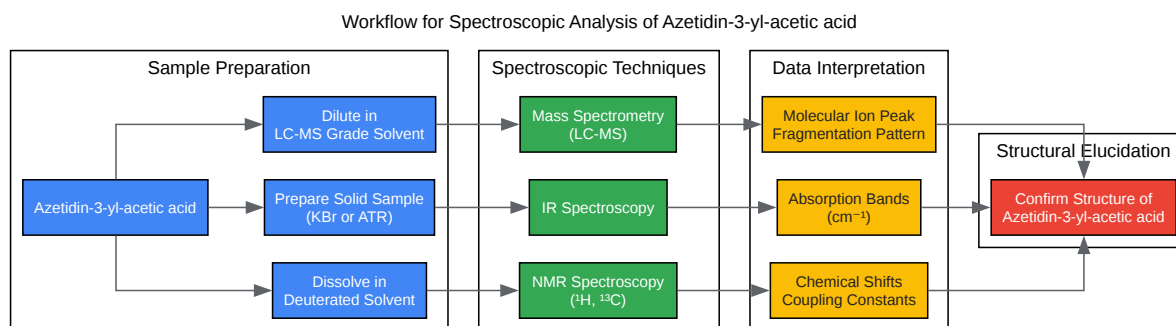 Workflow for Spectroscopic Analysis of Azetidin-3-yl-acetic acid
Sample Preparation
Spectroscopic Techniques
Data Interpretation
Structural Elucidation
Dilute in
LC-MS Grade Solvent
Mass Spectrometry
(LC-MS)
Molecular Ion Peak
Fragmentation Pattern
Azetidin-3-yl-acetic acid
Prepare Solid Sample
(KBr or ATR)
IR Spectroscopy
Absorption Bands
(cm⁻¹)
Confirm Structure of
Azetidin-3-yl-acetic acid
Dissolve in
Deuterated Solvent
NMR Spectroscopy
(¹H, ¹³C)
Chemical Shifts
Coupling Constants